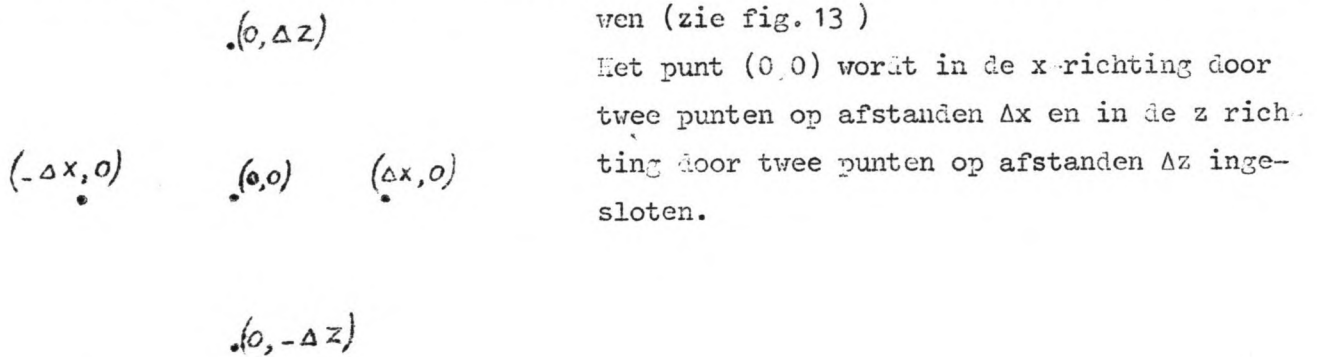 (0, Δz)
(-Δx, 0)
(0,0)
(Δx, 0)
(0, -Δz)
wen (zie fig. 13 )
Het punt (0,0) wordt in de x-richting door
twee punten op afstanden Δx en in de z rich-
ting door twee punten op afstanden Δz inge-
sloten.